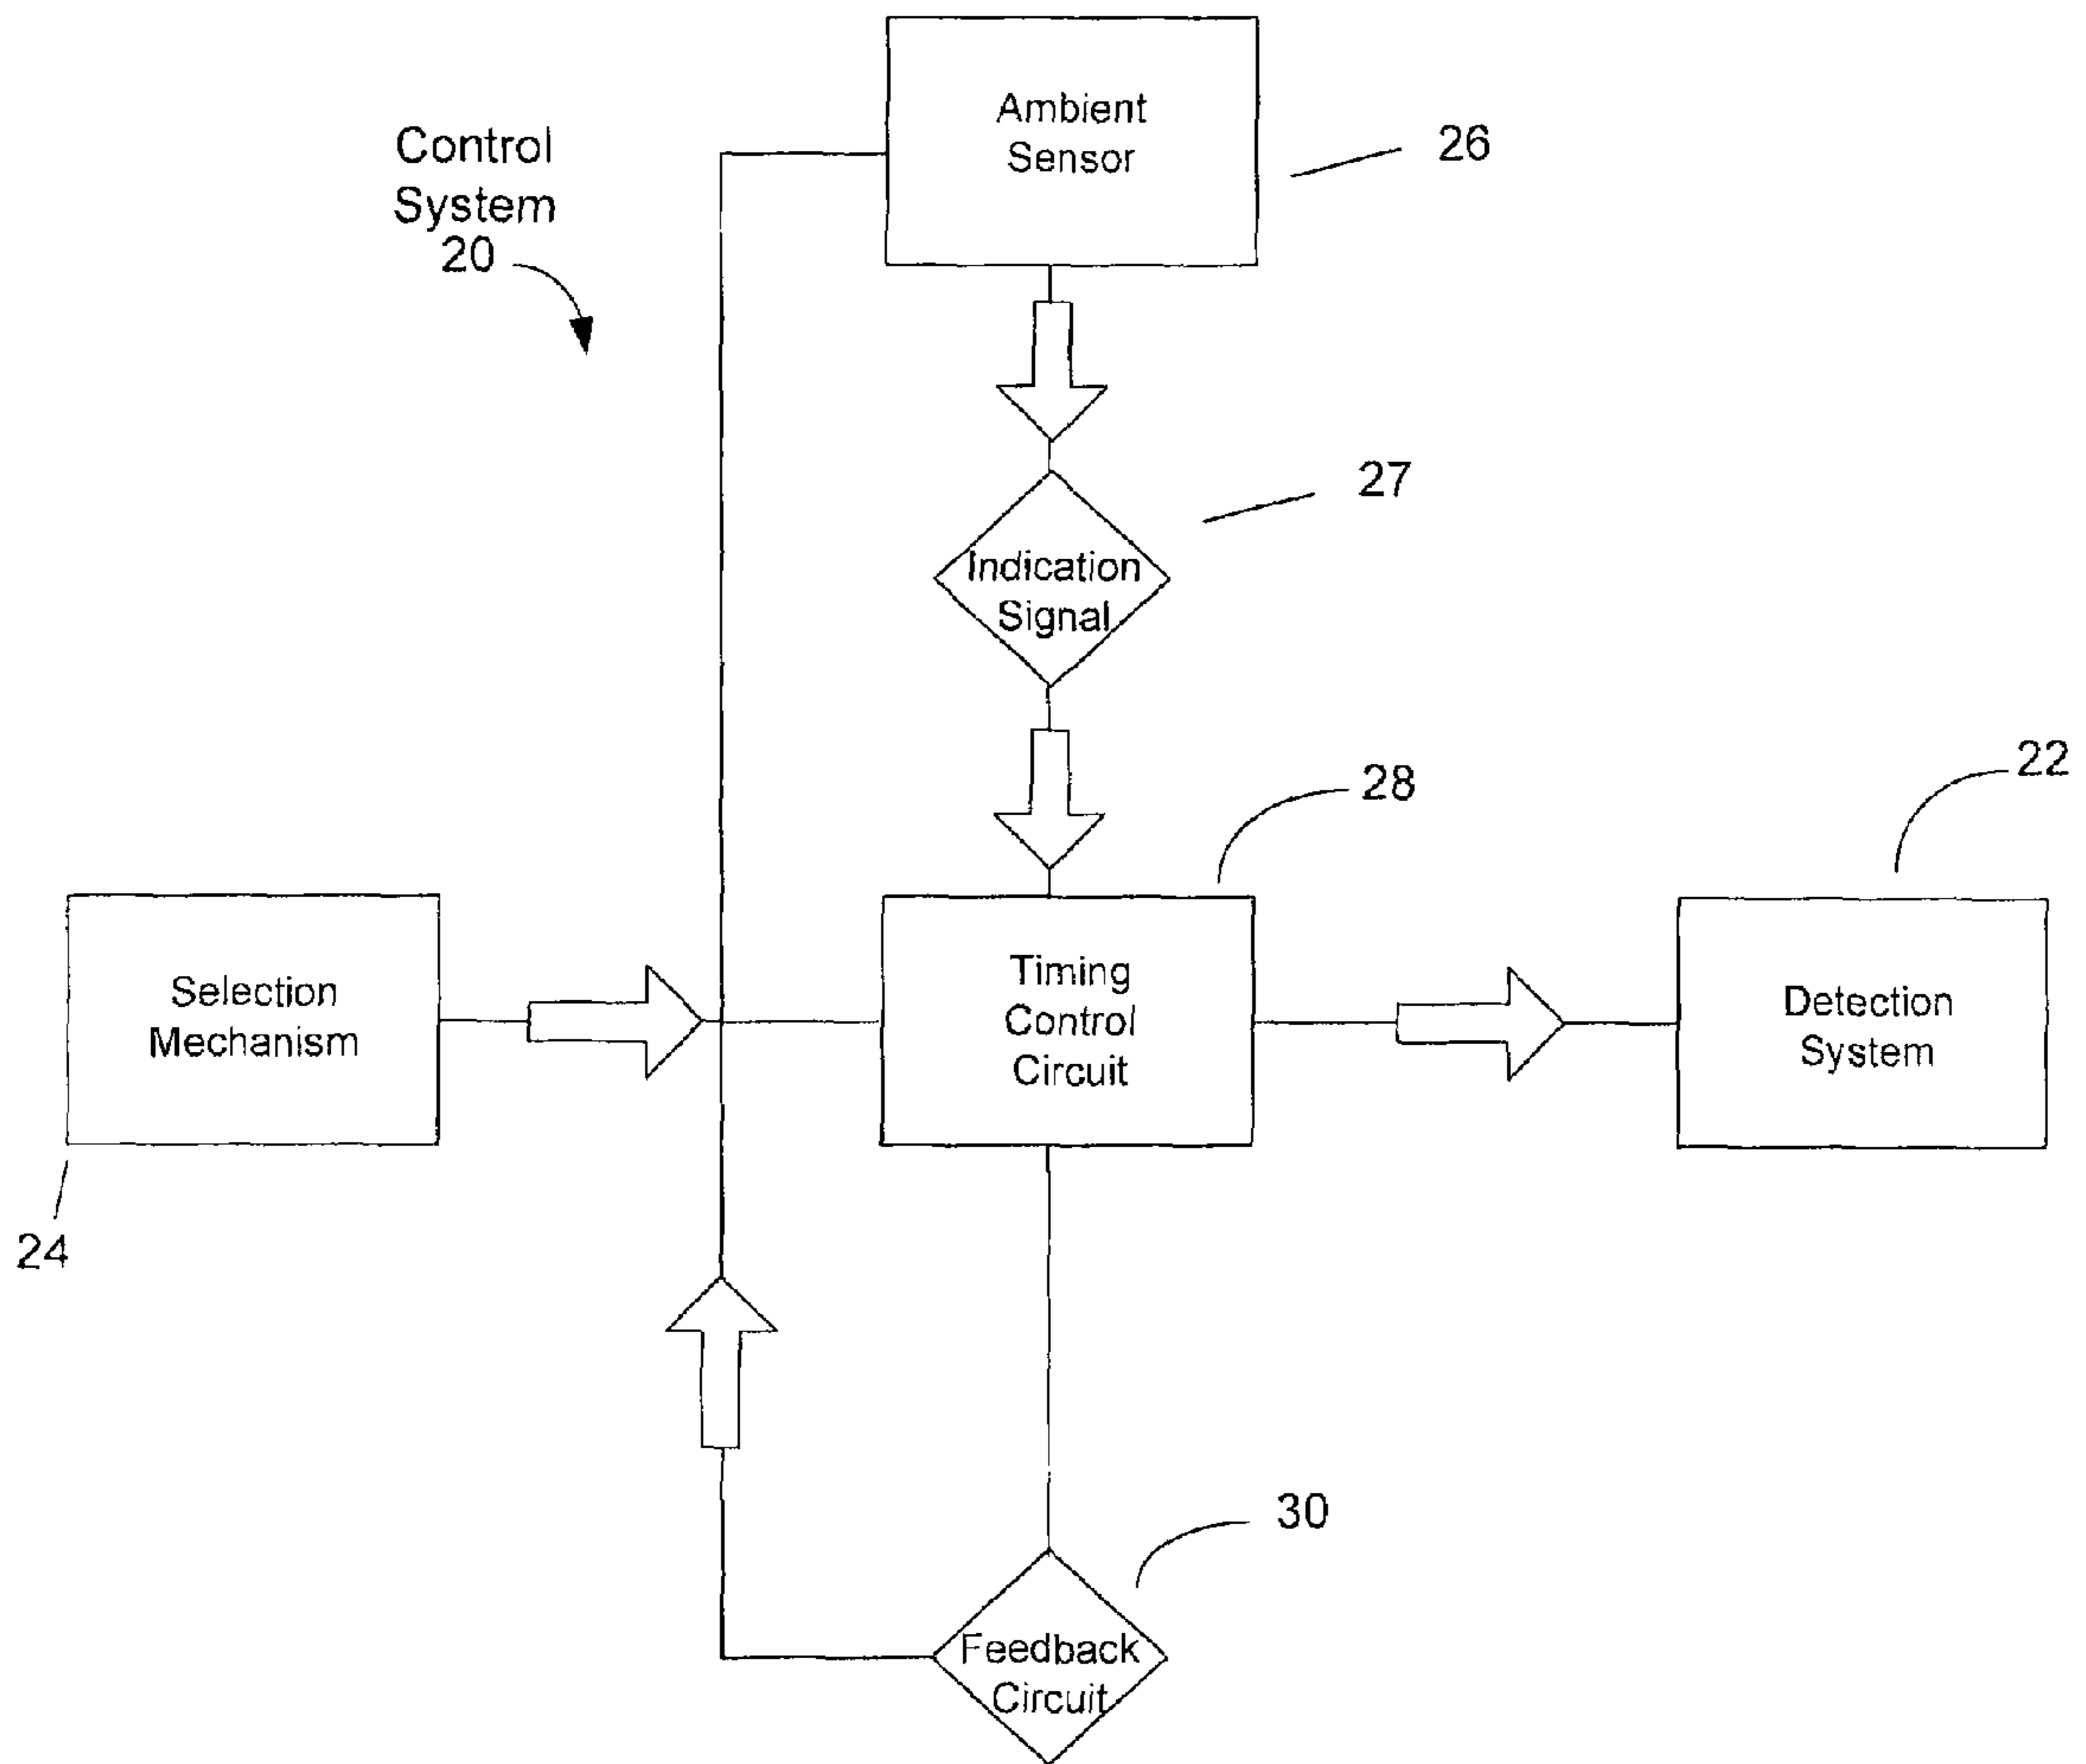 Control
System
20
Ambient
Sensor
26
27
Indication
Signal
28
22
Selection
Mechanism
Timing
Control
Circuit
Detection
System
24
30
Feedback
Circuit